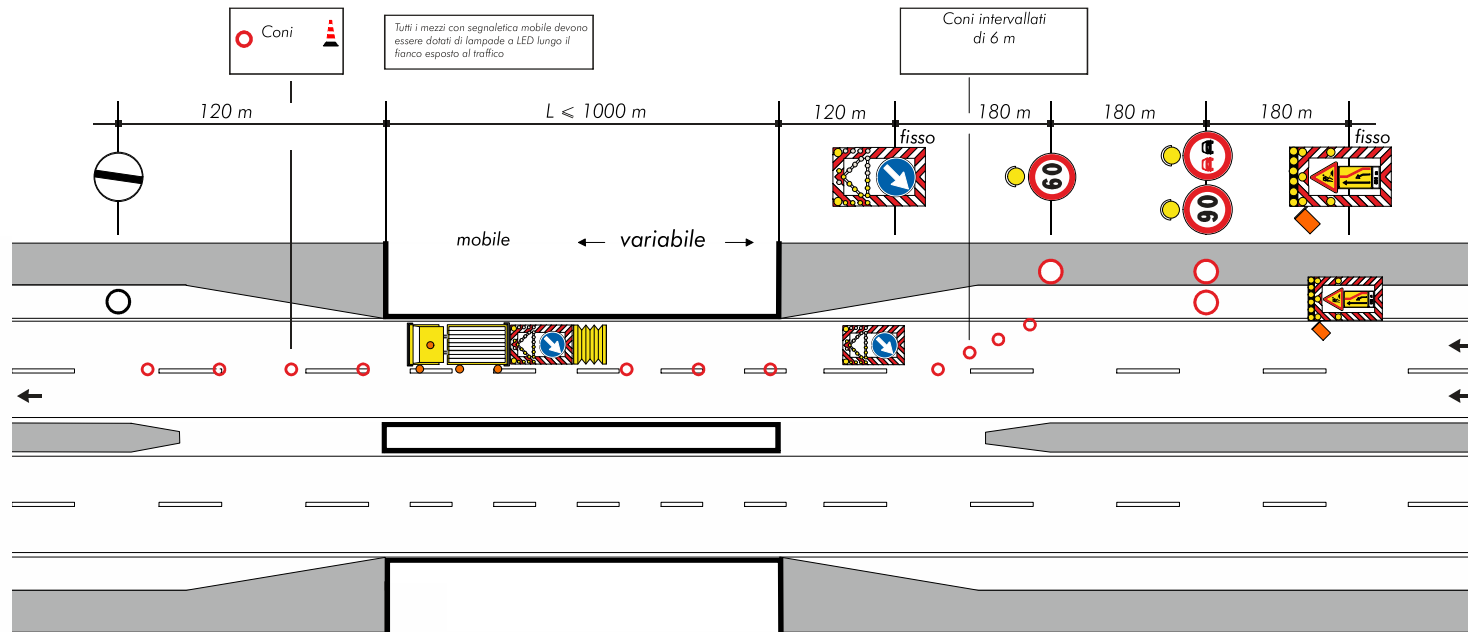 Coni
Tutti i mezzi con segnaletica mobile devono
essere dotati di lampade a LED lungo il
fianco esposto al traffico
Coni intervallati
di 6 m
120 m
L ⩽ 1000 m
120 m
180 m
180 m
180 m
fisso
fisso
60
90
mobile
variabile